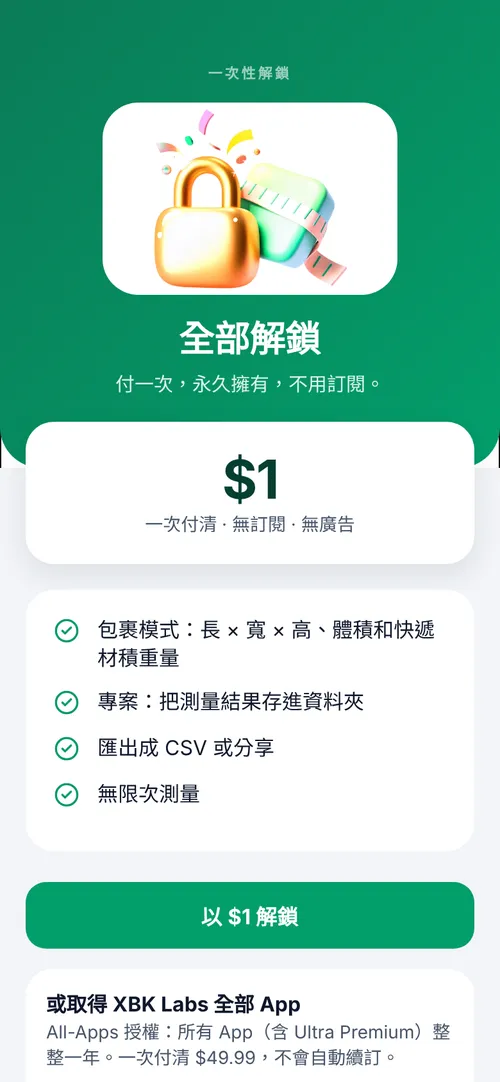 一次性解鎖
全部解鎖
付一次，永久擁有，不用訂閱。
$1
一次付清 · 無訂閱 · 無廣告
包裹模式：長 × 寬 × 高、體積和快遞
材積重量
專案：把測量結果存進資料夾
匯出成 CSV 或分享
無限次測量
以 $1 解鎖
或取得 XBK Labs 全部 App
All-Apps 授權：所有 App（含 Ultra Premium）整
整一年。一次付清 $49.99，不會自動續訂。